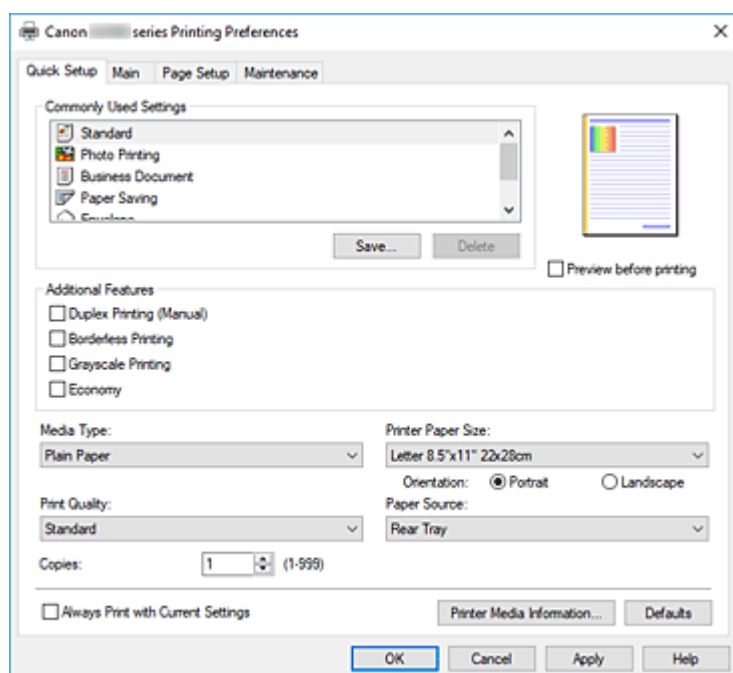 Canon series Printing Preferences
Quick Setup Main Page Setup Maintenance
Commonly Used Settings
Standard
Photo Printing
Business Document
Paper Saving
Envelope
Save... Delete
Preview before printing
Additional Features
Duplex Printing (Manual)
Borderless Printing
Grayscale Printing
Economy
Media Type: Printer Paper Size:
Plain Paper Letter 8.5"x11" 22x28cm
Orientation: Portrait Landscape
Print Quality: Paper Source:
Standard Rear Tray
Copies: 1 (1-999)
Always Print with Current Settings Printer Media Information... Defaults
OK Cancel Apply Help